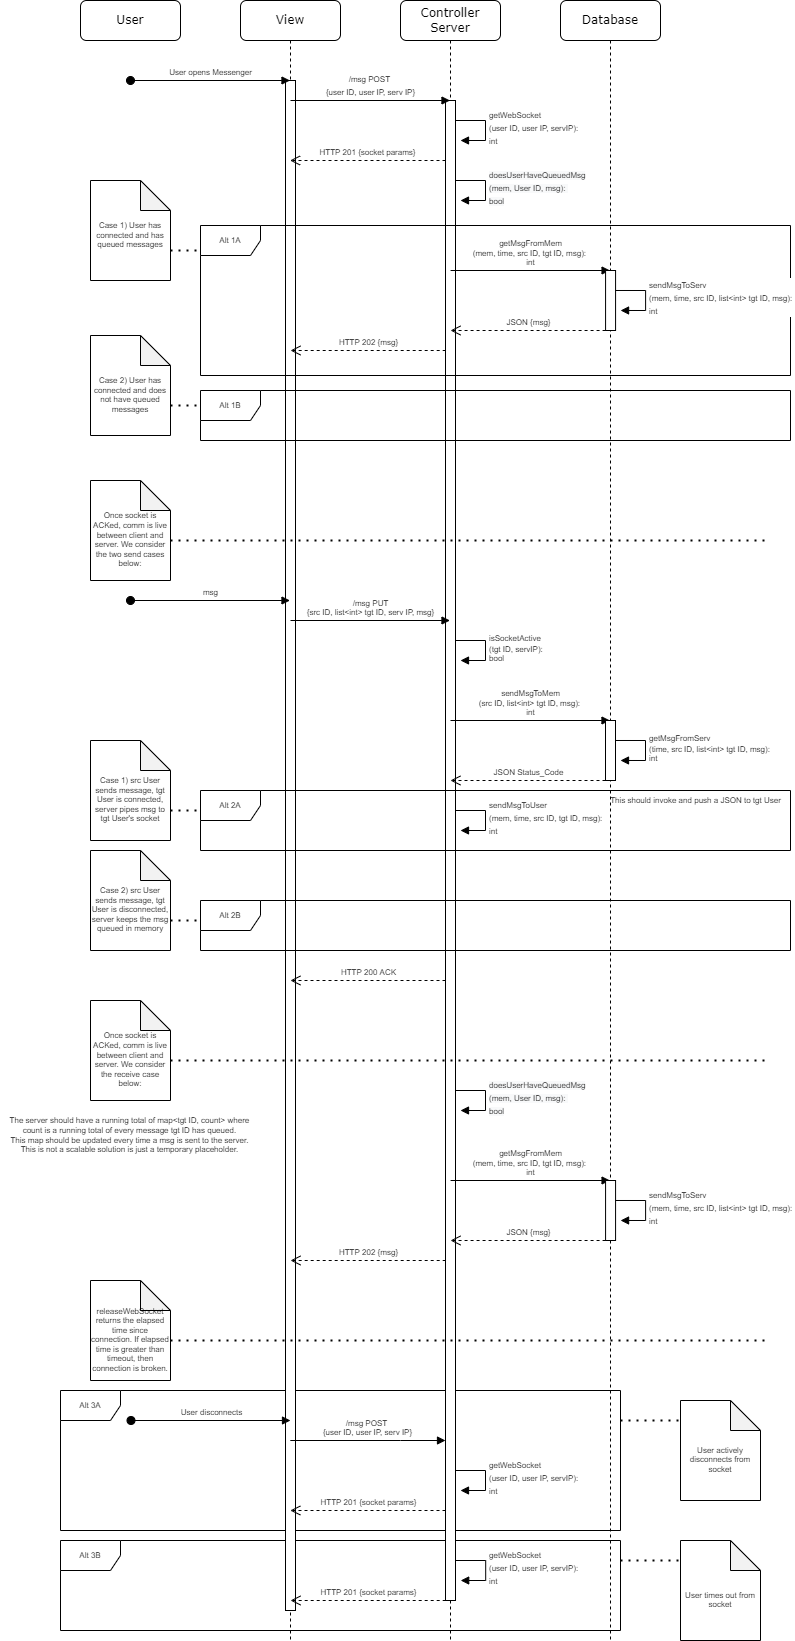 User
View
Controller
Server
Database
User opens Messenger
/msg POST
{user ID, user IP, serv IP}
getWebSocket
(user ID, user IP, servIP):
int
HTTP 201 {socket params}
doesUserHaveQueuedMsg
(mem, User ID, msg):
bool
Case 1) User has
connected and has
queued messages
Alt 1A
getMsgFromMem
(mem, time, src ID, tgt ID, msg):
int
sendMsgToServ
(mem, time, src ID, list<int> tgt ID, msg):
int
JSON {msg}
HTTP 202 {msg}
Case 2) User has
connected and does
not have queued
messages
Alt 1B
Once socket is
ACKed, comm is live
between client and
server. We consider
the two send cases
below:
msg
/msg PUT
{src ID, list<int> tgt ID, serv IP, msg}
isSocketActive
(tgt ID, servIP):
bool
sendMsgToMem
(src ID, list<int> tgt ID, msg):
int
getMsgFromServ
(time, src ID, list<int> tgt ID, msg):
int
JSON Status_Code
Case 1) src User
sends message, tgt
User is connected,
server pipes msg to
tgt User's socket
Alt 2A
sendMsgToUser
(mem, time, src ID, tgt ID, msg):
int
This should invoke and push a JSON to tgt User
Case 2) src User
sends message, tgt
User is disconnected,
server keeps the msg
queued in memory
Alt 2B
HTTP 200 ACK
Once socket is
ACKed, comm is live
between client and
server. We consider
the receive case
below:
doesUserHaveQueuedMsg
(mem, User ID, msg):
bool
The server should have a running total of map<tgt ID, count> where
count is a running total of every message tgt ID has queued.
This map should be updated every time a msg is sent to the server.
This is not a scalable solution is just a temporary placeholder.
getMsgFromMem
(mem, time, src ID, tgt ID, msg):
int
sendMsgToServ
(mem, time, src ID, list<int> tgt ID, msg):
int
JSON {msg}
HTTP 202 {msg}
releaseWebSocket
returns the elapsed
time since
connection. If elapsed
time is greater than
timeout, then
connection is broken.
Alt 3A
User disconnects
/msg POST
{user ID, user IP, serv IP}
User actively
disconnects from
socket
getWebSocket
(user ID, user IP, servIP):
int
HTTP 201 {socket params}
Alt 3B
getWebSocket
(user ID, user IP, servIP):
int
HTTP 201 {socket params}
User times out from
socket